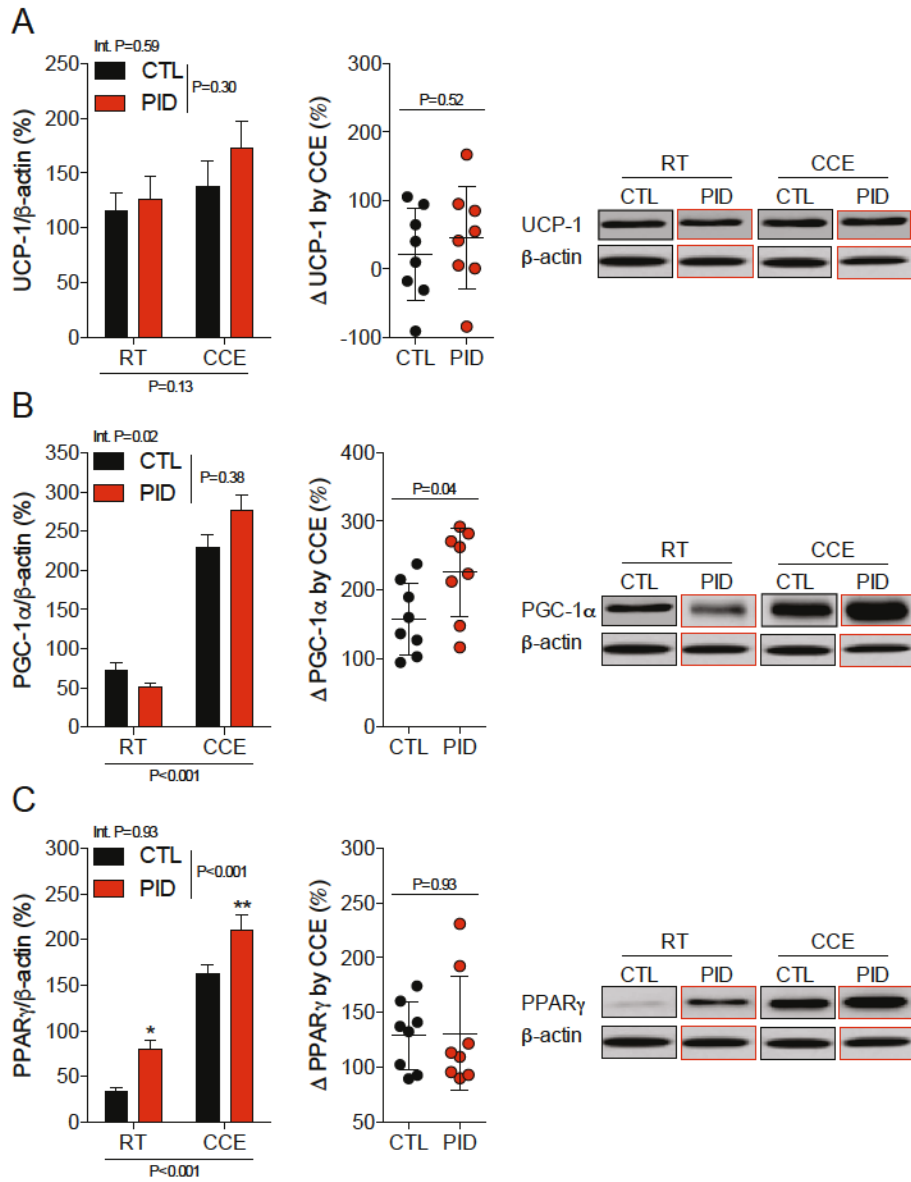 A
Int. P=0.59
CTL
PID
P=0.30
UCP-1/β-actin (%)
250
200
150
100
50
0
RT CCE
P=0.13
Δ UCP-1 by CCE (%)
300
200
100
0
-100
P=0.52
CTL PID
RT CCE
CTL PID CTL PID
UCP-1
β-actin
B
Int. P=0.02
CTL
PID
P=0.38
PGC-1α/β-actin (%)
350
300
250
200
150
100
50
0
RT CCE
P<0.001
Δ PGC-1α by CCE (%)
400
300
200
100
0
P=0.04
CTL PID
RT CCE
CTL PID CTL PID
PGC-1α
β-actin
C
Int. P=0.93
CTL
PID
P<0.001
PPARγ/β-actin (%)
300
250
200
150
100
50
0
*
**
RT CCE
P<0.001
Δ PPARγ by CCE (%)
300
250
200
150
100
50
P=0.93
CTL PID
RT CCE
CTL PID CTL PID
PPARγ
β-actin